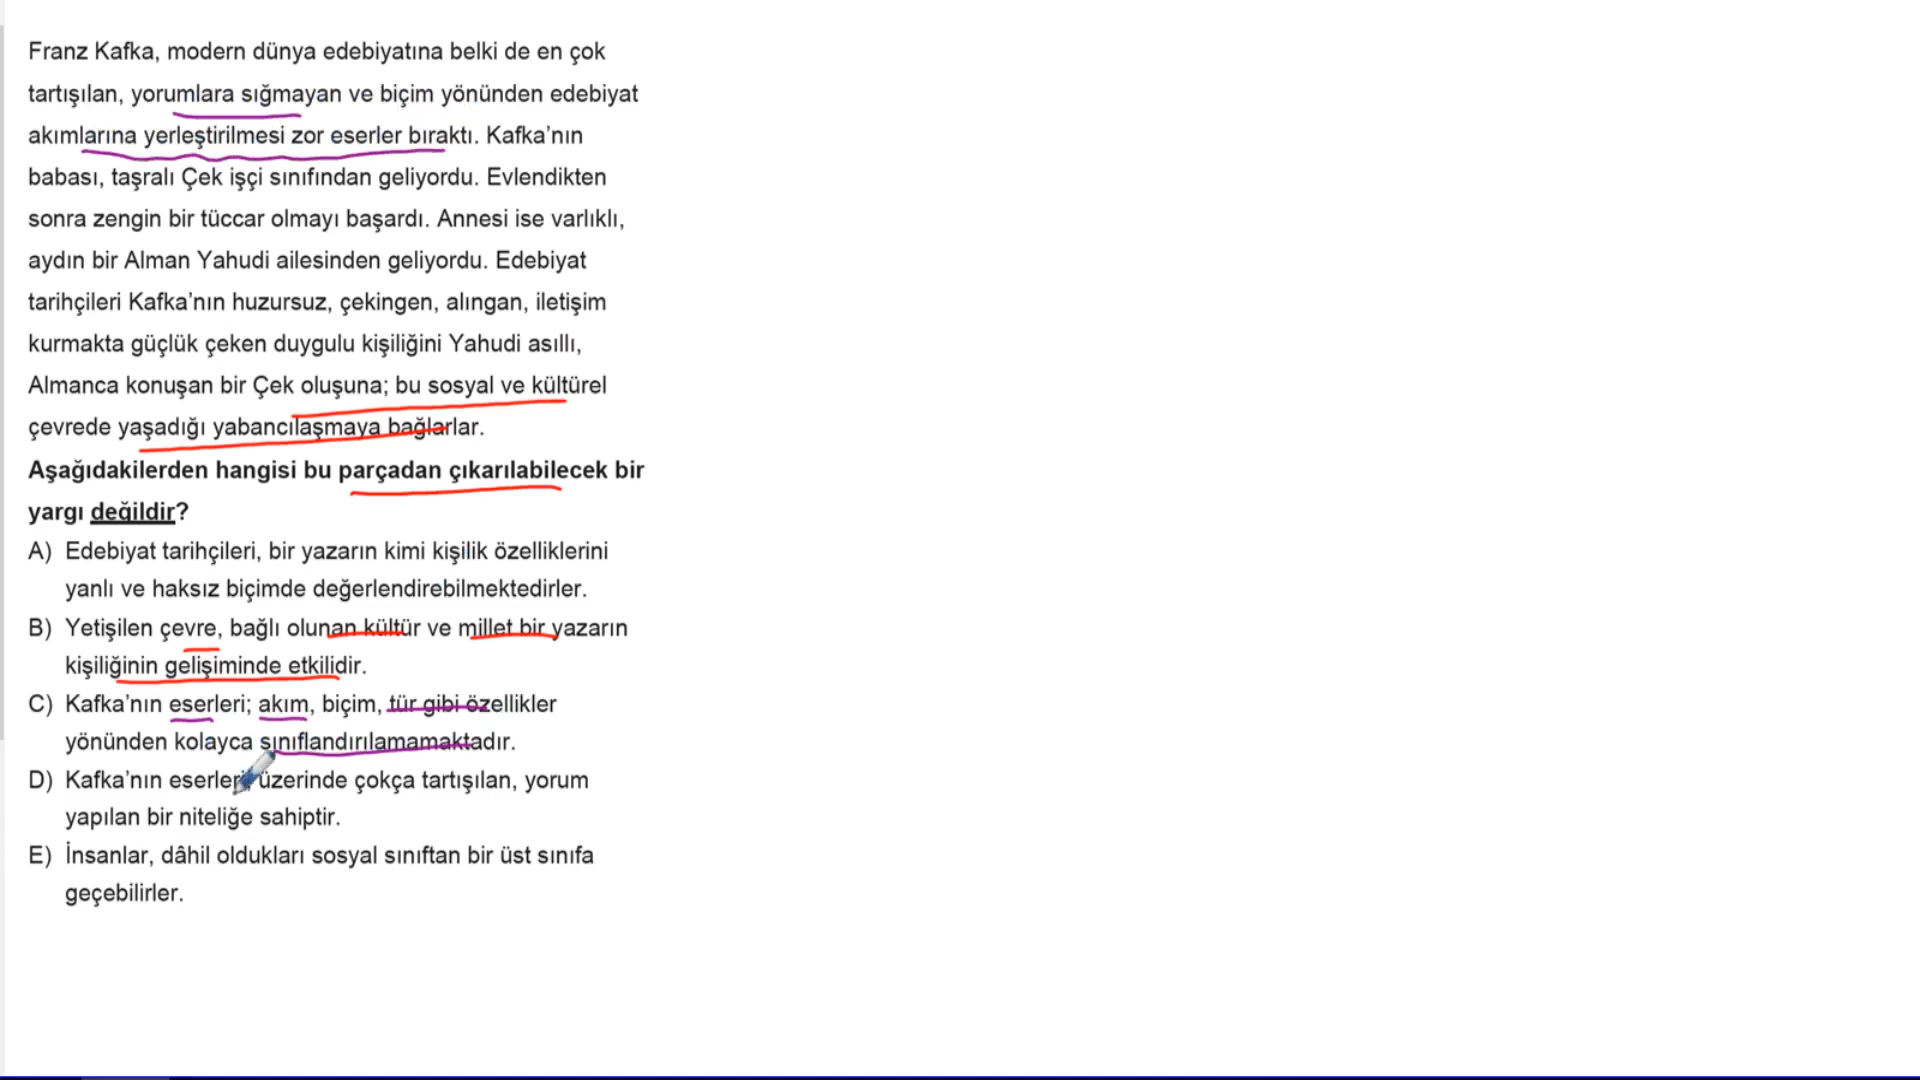 Franz Kafka, modern dünya edebiyatına belki de en çok
tartışılan, yorumlara sığmayan ve biçim yönünden edebiyat
akımlarına yerleştirilmesi zor eserler bıraktı. Kafka’nın
babası, taşralı Çek işçi sınıfından geliyordu. Evlendikten
sonra zengin bir tüccar olmayı başardı. Annesi ise varlıklı,
aydın bir Alman Yahudi ailesinden geliyordu. Edebiyat
tarihçileri Kafka’nın huzursuz, çekingen, alıngan, iletişim
kurmakta güçlük çeken duygulu kişiliğini Yahudi asıllı,
Almanca konuşan bir Çek oluşuna; bu sosyal ve kültürel
çevrede yaşadığı yabancılaşmaya bağlarlar.
Aşağıdakilerden hangisi bu parçadan çıkarılabilecek bir
yargı değildir?
A) Edebiyat tarihçileri, bir yazarın kimi kişilik özelliklerini
yanlı ve haksız biçimde değerlendirebilmektedirler.
B) Yetişilen çevre, bağlı olunan kültür ve millet bir yazarın
kişiliğinin gelişiminde etkilidir.
C) Kafka’nın eserleri; akım, biçim, tür gibi özellikler
yönünden kolayca sınıflandırılamamaktadır.
D) Kafka’nın eserleri, üzerinde çokça tartışılan, yorum
yapılan bir niteliğe sahiptir.
E) İnsanlar, dâhil oldukları sosyal sınıftan bir üst sınıfa
geçebilirler.